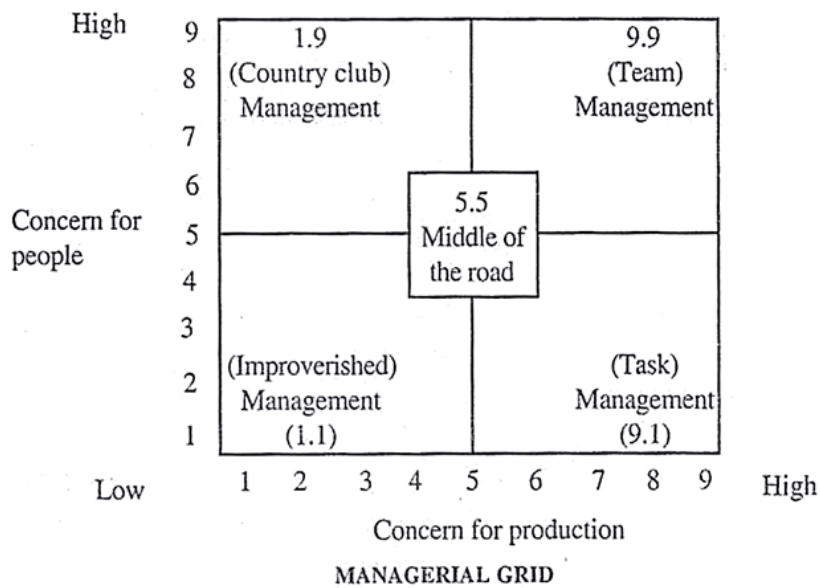 High
9
1.9
9.9
8
(Country club)
(Team)
Management
Management
7
6
5.5
Concern for
people
5
Middle of
the road
4
3
(Improverished)
(Task)
2
Management
Management
1
(1.1)
(9.1)
Low
1 2 3 4 5 6 7 8 9
High
Concern for production
MANAGERIAL GRID